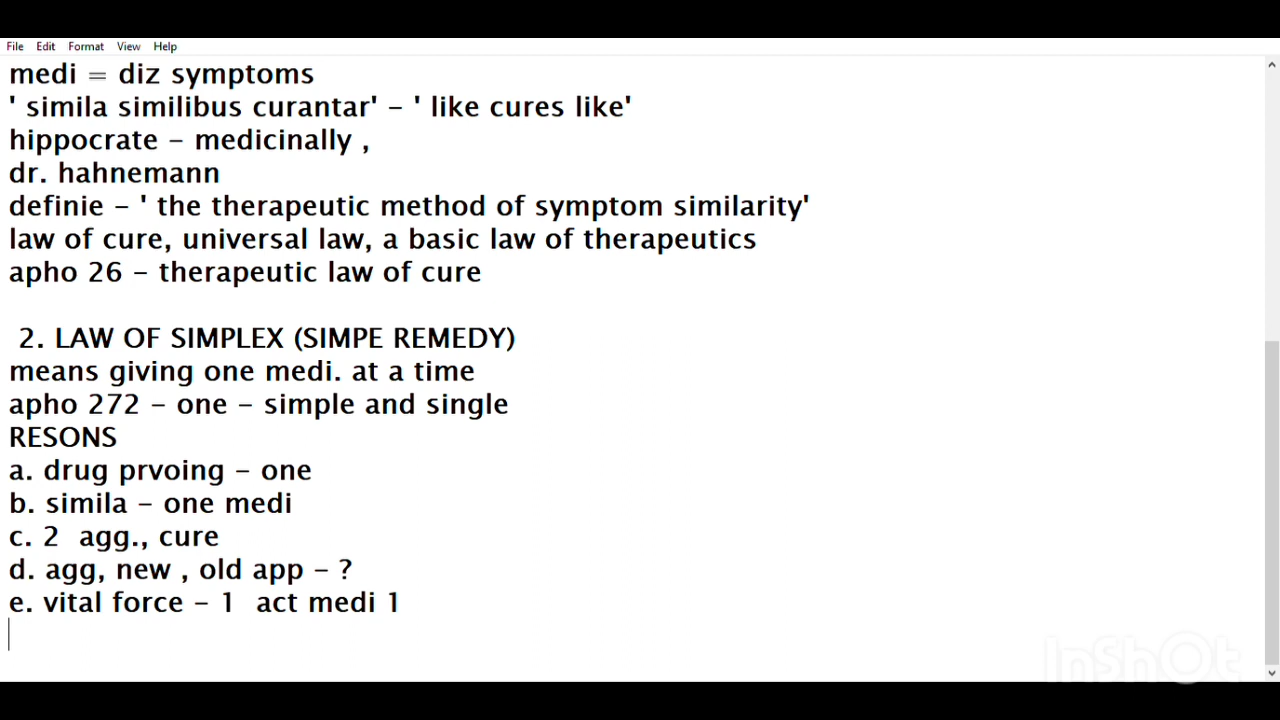 File Edit Format View Help
medi = diz symptoms
' simila similibus curantar' - ' like cures like'
hippocrate - medicinally ,
dr. hahnemann
definie - ' the therapeutic method of symptom similarity'
law of cure, universal law, a basic law of therapeutics
apho 26 - therapeutic law of cure
2. LAW OF SIMPLEX (SIMPE REMEDY)
means giving one medi. at a time
apho 272 - one - simple and single
RESONS
a. drug prvoing - one
b. simila - one medi
c. 2  agg., cure
d. agg, new , old app - ?
e. vital force - 1  act medi 1
InShOt